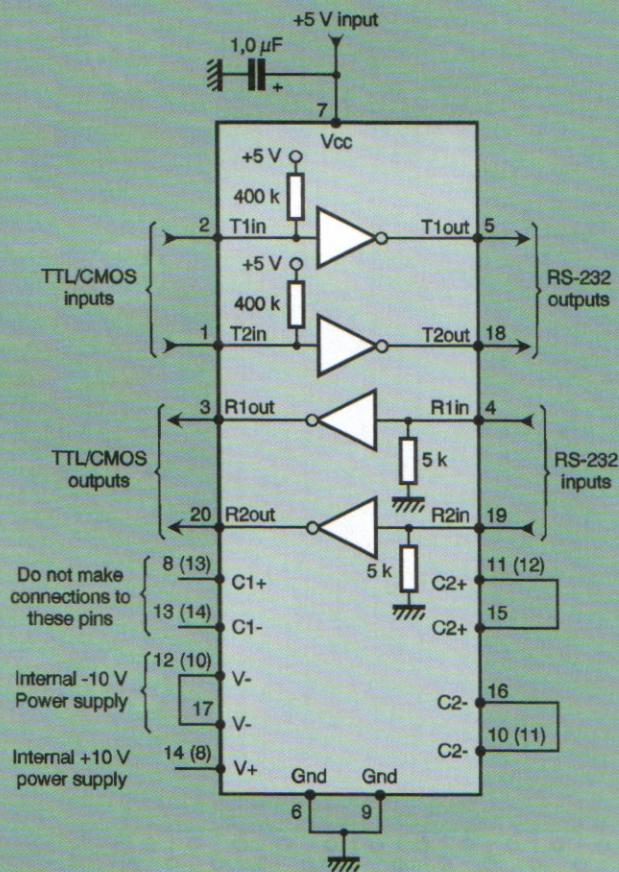 +5 V input
1,0 µF
+
7
Vcc
+5 V
400 k
2
T1in
T1out
5
+5 V
400 k
TTL/CMOS
inputs
RS-232
outputs
1
T2in
T2out
18
3
R1out
R1in
4
5 k
TTL/CMOS
outputs
RS-232
inputs
20
R2out
R2in
19
5 k
Do not make
connections to
these pins
8 (13)
C1+
C2+
11 (12)
13 (14)
C1-
C2+
15
Internal -10 V
Power supply
12 (10)
V-
17
V-
C2-
16
C2-
10 (11)
Internal +10 V
power supply
14 (8)
V+
Gnd
Gnd
6
9